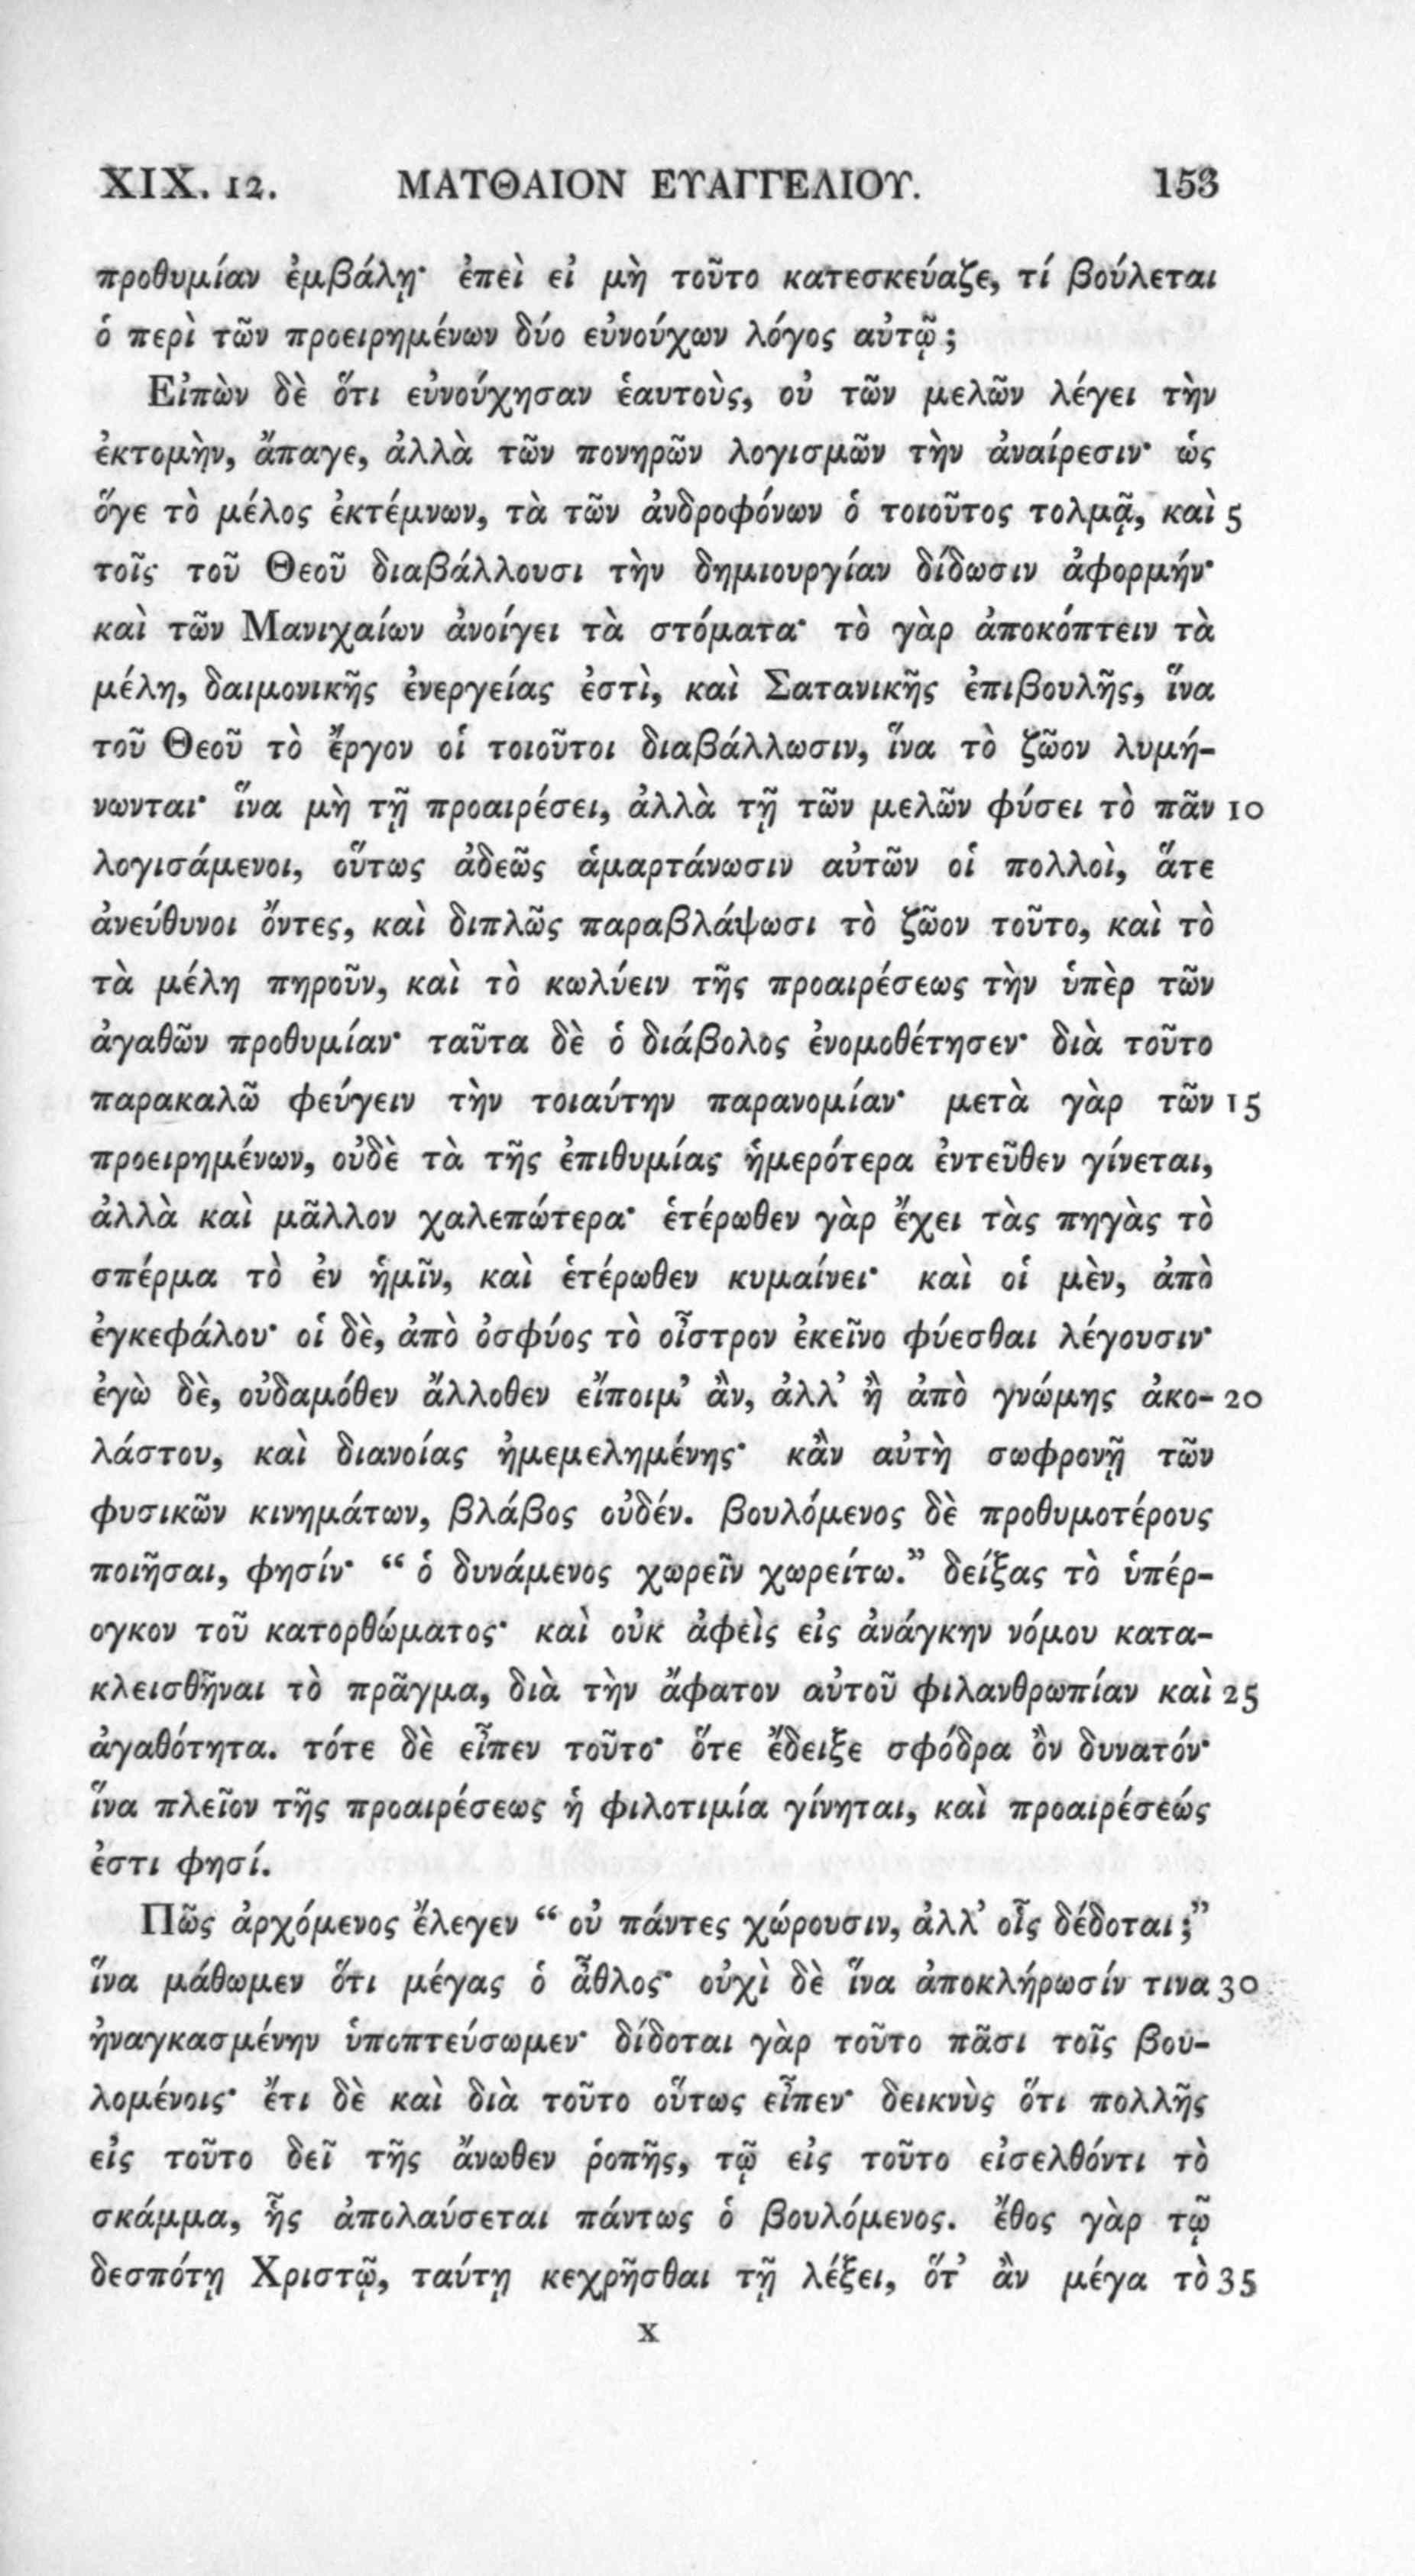 XIX. 12. ΜΑΤΘΑΙΟΝ ΕΥΑΓΓΕΛΙΟΥ. 153
προθυμίαν ἐμβάλῃ· ἐπεὶ εἰ μὴ τοῦτο κατεσκεύαζε, τί βούλεται
ὁ περὶ τῶν προειρημένων δύο εὐνούχων λόγος αὐτῷ;
Εἰπὼν δὲ ὅτι εὐνούχησαν ἑαυτοὺς, οὐ τῶν μελῶν λέγει τὴν
ἐκτομὴν, ἄπαγε, ἀλλὰ τῶν πονηρῶν λογισμῶν τὴν ἀναίρεσιν· ὡς
ὅγε τὸ μέλος ἐκτέμνων, τὰ τῶν ἀνδροφόνων ὁ τοιοῦτος τολμᾷ, καὶ 5
τοῖς τοῦ Θεοῦ διαβάλλουσι τὴν δημιουργίαν δίδωσιν ἀφορμήν·
καὶ τῶν Μανιχαίων ἀνοίγει τὰ στόματα· τὸ γὰρ ἀποκόπτειν τὰ
μέλη, δαιμονικῆς ἐνεργείας ἐστὶ, καὶ Σατανικῆς ἐπιβουλῆς, ἵνα
τοῦ Θεοῦ τὸ ἔργον οἱ τοιοῦτοι διαβάλλωσιν, ἵνα τὸ ζῶον λυμή-
νωνται· ἵνα μὴ τῇ προαιρέσει, ἀλλὰ τῇ τῶν μελῶν φύσει τὸ πᾶν 10
λογισάμενοι, οὕτως ἀδεῶς ἁμαρτάνωσιν αὐτῶν οἱ πολλοὶ, ἅτε
ἀνεύθυνοι ὄντες, καὶ διπλῶς παραβλάψωσι τὸ ζῶον τοῦτο, καὶ τὸ
τὰ μέλη πηροῦν, καὶ τὸ κωλύειν τῆς προαιρέσεως τὴν ὑπὲρ τῶν
ἀγαθῶν προθυμίαν· ταῦτα δὲ ὁ διάβολος ἐνομοθέτησεν· διὰ τοῦτο
παρακαλῶ φεύγειν τὴν τοιαύτην παρανομίαν· μετὰ γὰρ τῶν 15
προειρημένων, οὐδὲ τὰ τῆς ἐπιθυμίας ἡμερότερα ἐντεῦθεν γίνεται,
ἀλλὰ καὶ μᾶλλον χαλεπώτερα· ἑτέρωθεν γὰρ ἔχει τὰς πηγὰς τὸ
σπέρμα τὸ ἐν ἡμῖν, καὶ ἑτέρωθεν κυμαίνει· καὶ οἱ μὲν, ἀπὸ
ἐγκεφάλου· οἱ δὲ, ἀπὸ ὀσφύος τὸ οἶστρον ἐκεῖνο φύεσθαι λέγουσιν·
ἐγὼ δὲ, οὐδαμόθεν ἄλλοθεν εἴποιμ’ ἂν, ἀλλ’ ἢ ἀπὸ γνώμης ἀκο- 20
λάστου, καὶ διανοίας ἠμεμελημένης· κἂν αὐτὴ σωφρονῇ τῶν
φυσικῶν κινημάτων, βλάβος οὐδέν. βουλόμενος δὲ προθυμοτέρους
ποιῆσαι, φησίν· “ ὁ δυνάμενος χωρεῖν χωρείτω.” δείξας τὸ ὑπέρ-
ογκον τοῦ κατορθώματος· καὶ οὐκ ἀφεὶς εἰς ἀνάγκην νόμου κατα-
κλεισθῆναι τὸ πρᾶγμα, διὰ τὴν ἄφατον αὐτοῦ φιλανθρωπίαν καὶ 25
ἀγαθότητα. τότε δὲ εἶπεν τοῦτο· ὅτε ἔδειξε σφόδρα ὂν δυνατόν·
ἵνα πλεῖον τῆς προαιρέσεως ἡ φιλοτιμία γίνηται, καὶ προαιρέσεώς
ἐστι φησί.
Πῶς ἀρχόμενος ἔλεγεν “ οὐ πάντες χώρουσιν, ἀλλ’ οἷς δέδοται;”
ἵνα μάθωμεν ὅτι μέγας ὁ ἆθλος· οὐχὶ δὲ ἵνα ἀποκλήρωσίν τινα 30
ἠναγκασμένην ὑποπτεύσωμεν· δίδοται γὰρ τοῦτο πᾶσι τοῖς βου-
λομένοις· ἔτι δὲ καὶ διὰ τοῦτο οὕτως εἶπεν· δεικνὺς ὅτι πολλῆς
εἰς τοῦτο δεῖ τῆς ἄνωθεν ῥοπῆς, τῷ εἰς τοῦτο εἰσελθόντι τὸ
σκάμμα, ἧς ἀπολαύσεται πάντως ὁ βουλόμενος. ἔθος γὰρ τῷ
δεσπότῃ Χριστῷ, ταύτῃ κεχρῆσθαι τῇ λέξει, ὅτ’ ἂν μέγα τὸ 35
x